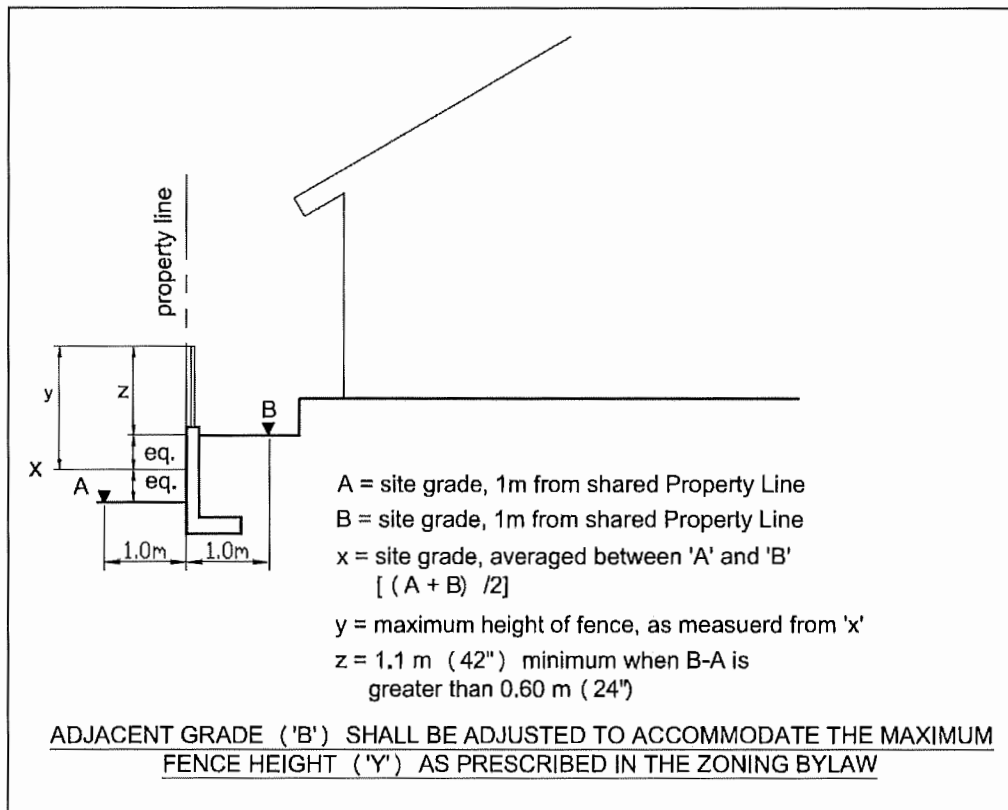 property line
y
z
B
eq.
X
A
eq.
1.0m
1.0m
A = site grade, 1m from shared Property Line
B = site grade, 1m from shared Property Line
x = site grade, averaged between 'A' and 'B'
[ (A + B) /2]
y = maximum height of fence, as measuerd from 'x'
z = 1.1 m (42") minimum when B-A is
greater than 0.60 m (24")
ADJACENT GRADE ('B') SHALL BE ADJUSTED TO ACCOMMODATE THE MAXIMUM
FENCE HEIGHT ('Y') AS PRESCRIBED IN THE ZONING BYLAW